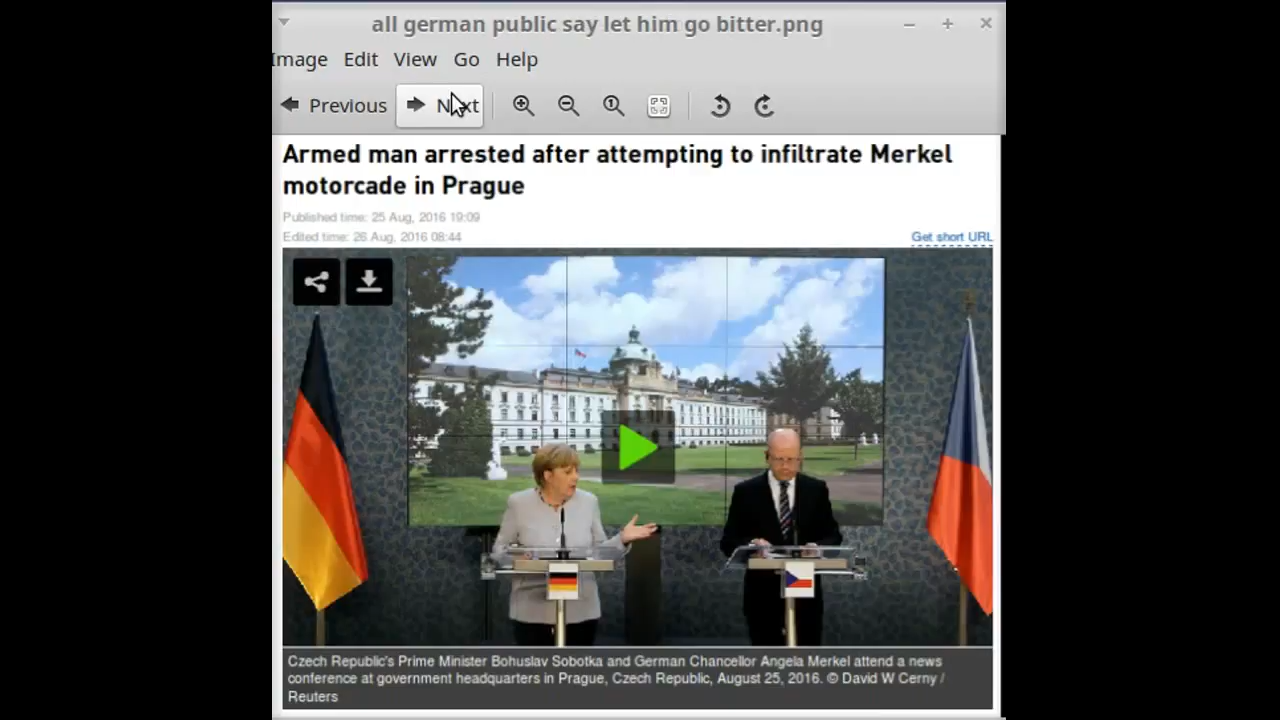 all german public say let him go bitter.png
Image Edit View Go Help
Previous Next
Armed man arrested after attempting to infiltrate Merkel
motorcade in Prague
Published time: 25 Aug, 2016 19:09
Edited time: 26 Aug, 2016 08:44
Get short URL
Czech Republic's Prime Minister Bohuslav Sobotka and German Chancellor Angela Merkel attend a news
conference at government headquarters in Prague, Czech Republic, August 25, 2016. © David W Cerny /
Reuters